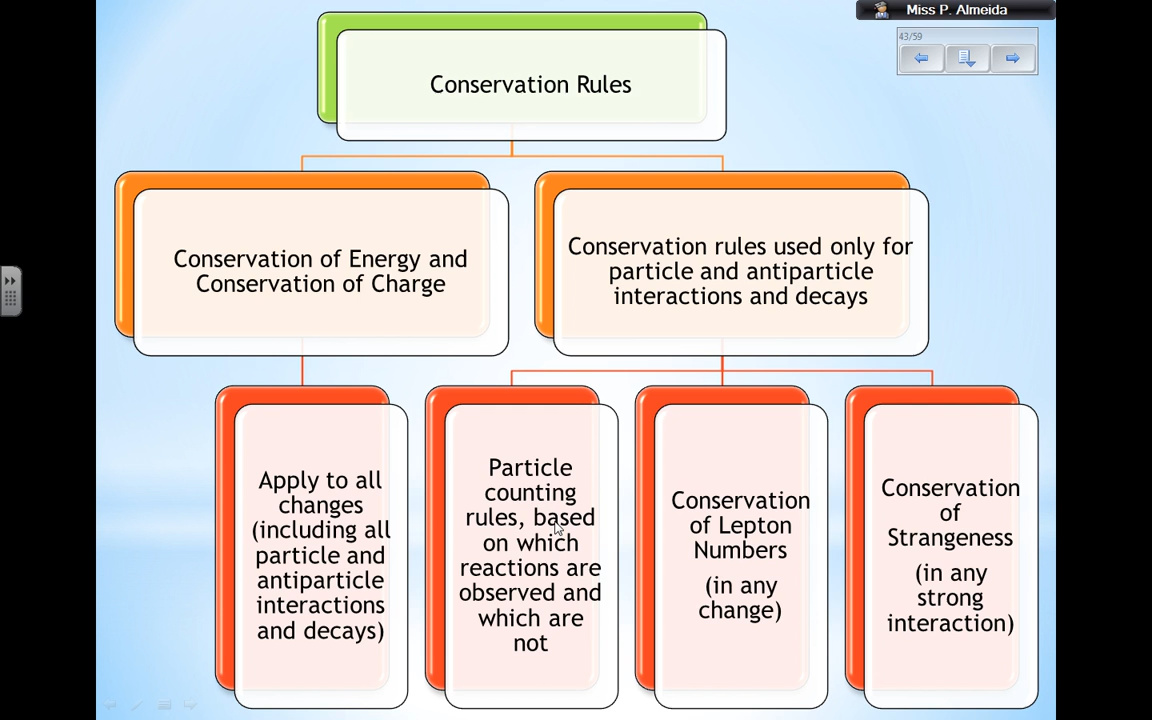 Miss P. Almeida
43/59
Conservation Rules
Conservation of Energy and
Conservation of Charge
Conservation rules used only for
particle and antiparticle
interactions and decays
Apply to all
changes
(including all
particle and
antiparticle
interactions
and decays)
Particle
counting
rules, based
on which
reactions are
observed and
which are
not
Conservation
of Lepton
Numbers
(in any
change)
Conservation
of
Strangeness
(in any
strong
interaction)